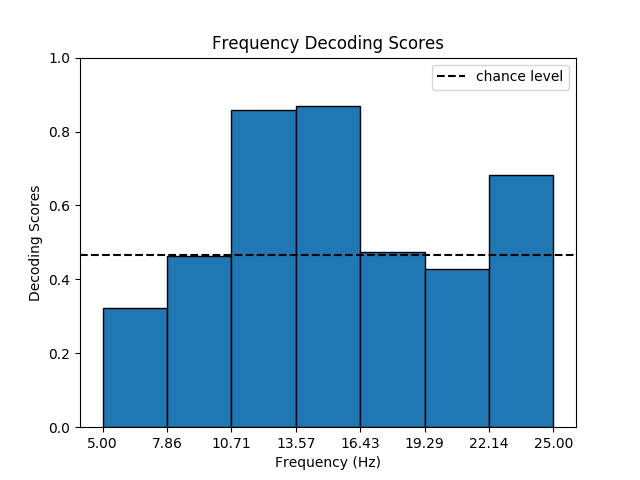 Frequency Decoding Scores
chance level
Decoding Scores
1.0
0.8
0.6
0.4
0.2
0.0
5.00 7.86 10.71 13.57 16.43 19.29 22.14 25.00
Frequency (Hz)